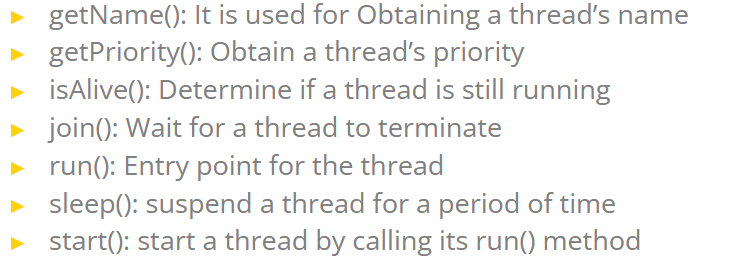 ► getName(): It is used for Obtaining a thread’s name
► getPriority(): Obtain a thread’s priority
► isAlive(): Determine if a thread is still running
► join(): Wait for a thread to terminate
► run(): Entry point for the thread
► sleep(): suspend a thread for a period of time
► start(): start a thread by calling its run() method